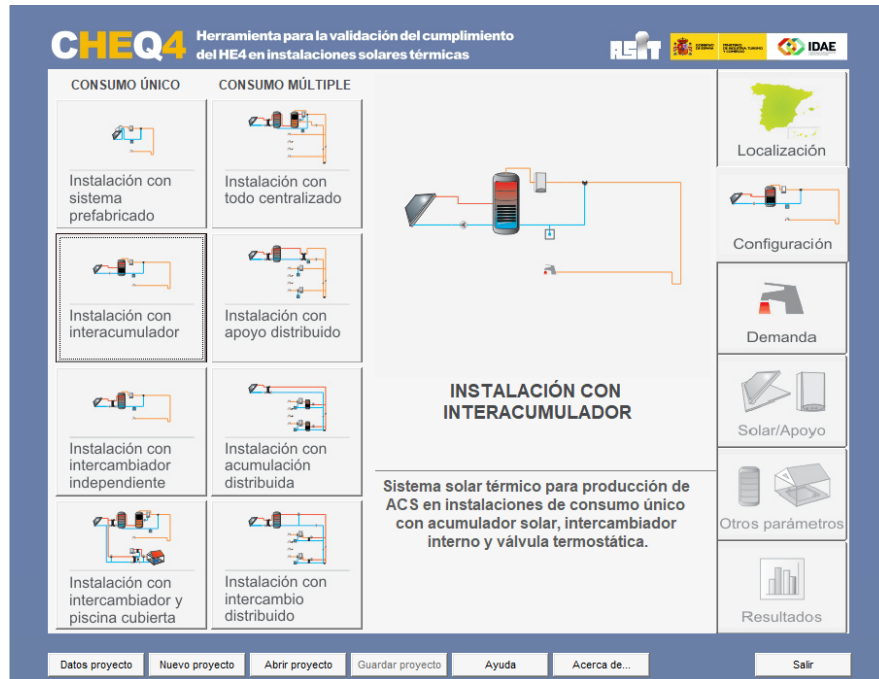 CHEQ4
Herramienta para la validación del cumplimiento
del HE4 en instalaciones solares térmicas
ASIT
IDAE
CONSUMO ÚNICO
CONSUMO MÚLTIPLE
Instalación con
sistema
prefabricado
Instalación con
todo centralizado
Instalación con
interacumulador
Instalación con
apoyo distribuido
Instalación con
intercambiador
independiente
Instalación con
acumulación
distribuida
Instalación con
intercambiador y
piscina cubierta
Instalación con
intercambio
distribuido
INSTALACIÓN CON
INTERACUMULADOR
Sistema solar térmico para producción de
ACS en instalaciones de consumo único
con acumulador solar, intercambiador
interno y válvula termostática.
Localización
Configuración
Demanda
Solar/Apoyo
Otros parámetros
Resultados
Datos proyecto
Nuevo proyecto
Abrir proyecto
Guardar proyecto
Ayuda
Acerca de...
Salir